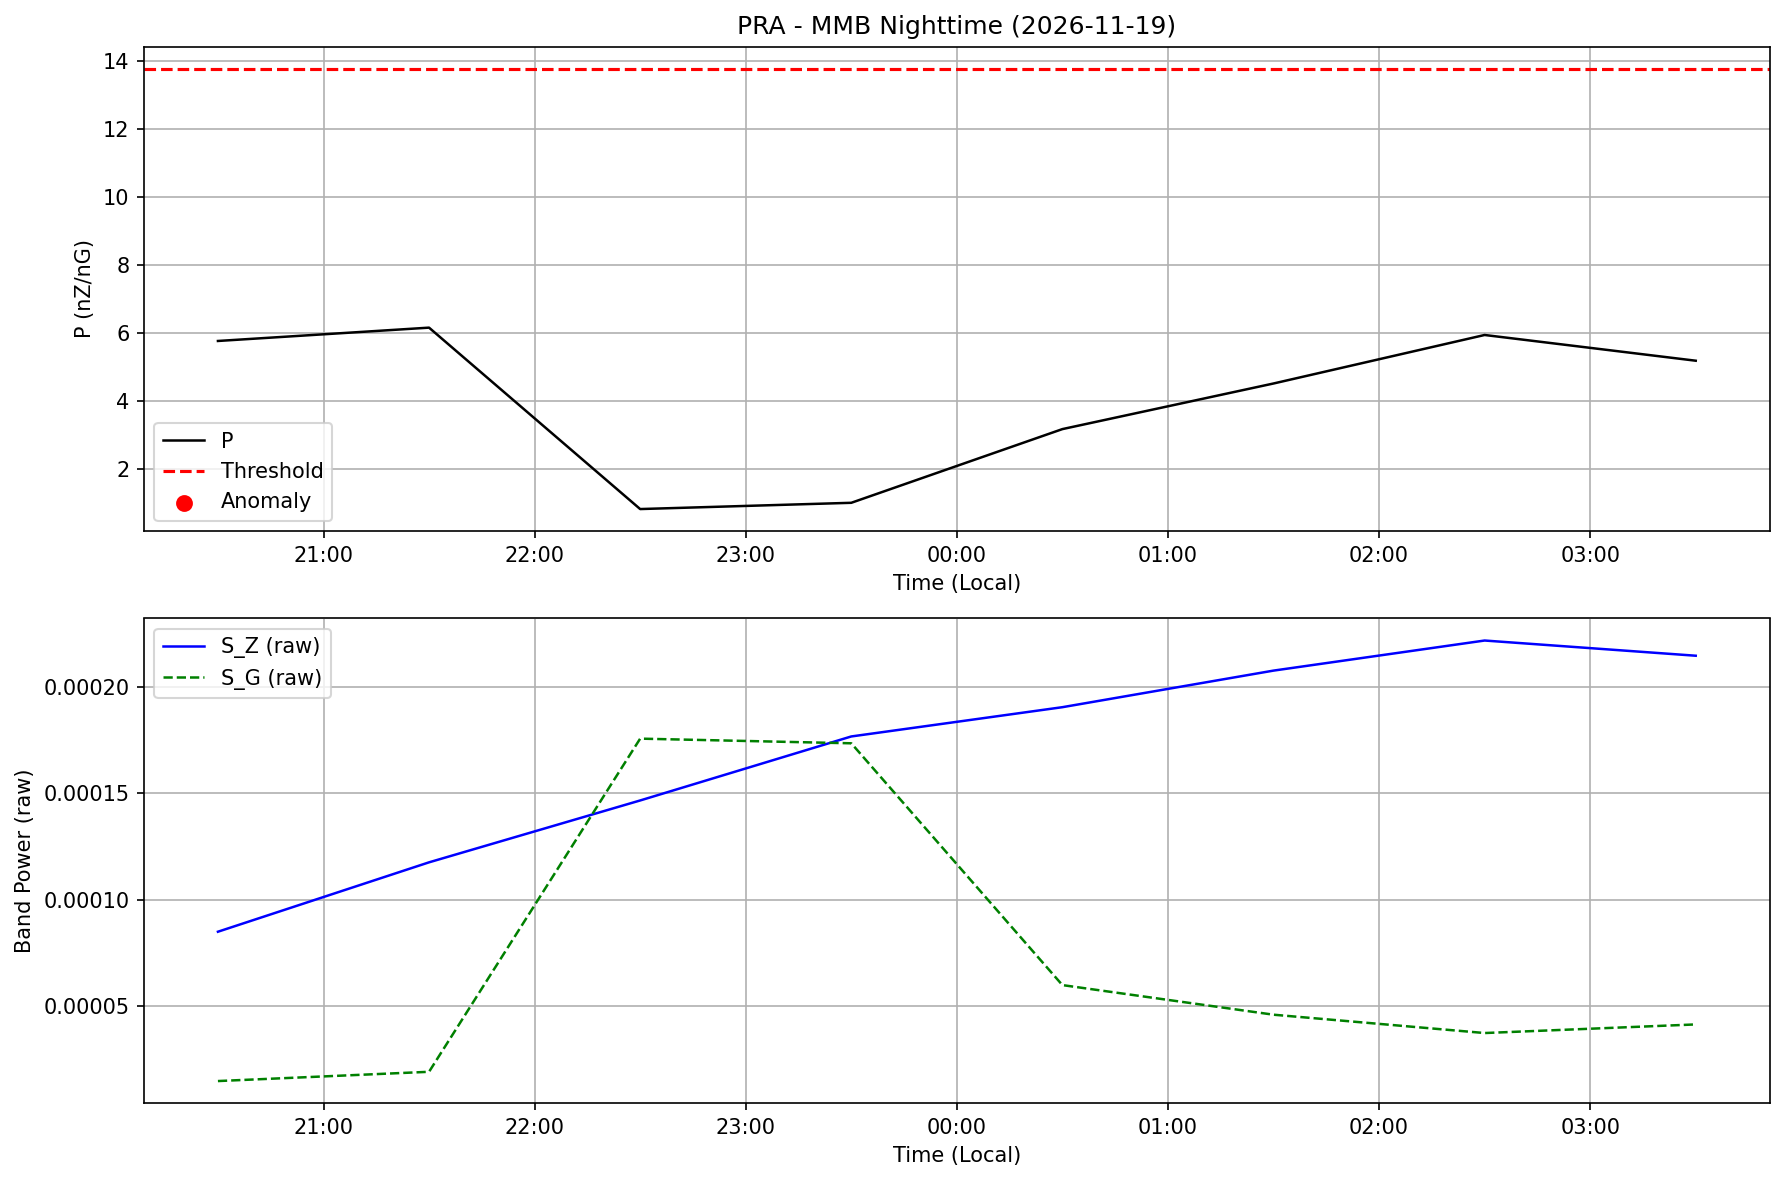 PRA - MMB Nighttime (2026-11-19)
14
12
10
8
6
4
2
P (nZ/nG)
P
Threshold
Anomaly
21:00 22:00 23:00 00:00 01:00 02:00 03:00
Time (Local)
S_Z (raw)
S_G (raw)
0.00020
0.00015
0.00010
0.00005
Band Power (raw)
21:00 22:00 23:00 00:00 01:00 02:00 03:00
Time (Local)